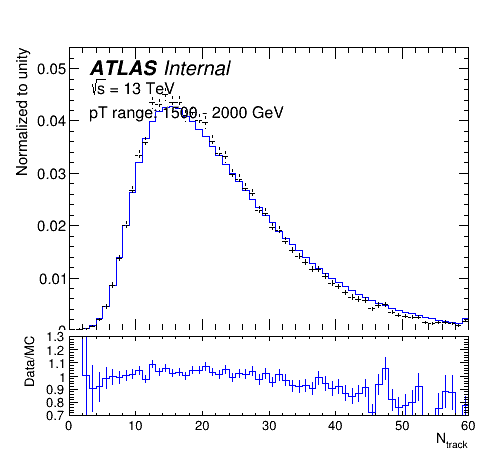 ATLAS Internal
√s = 13 TeV
pT range: 1500 - 2000 GeV
Normalized to unity
0.05
0.04
0.03
0.02
0.01
0
Data/MC
1.3
1.2
1.1
1
0.9
0.8
0.7
0 10 20 30 40 50 60
Ntrack